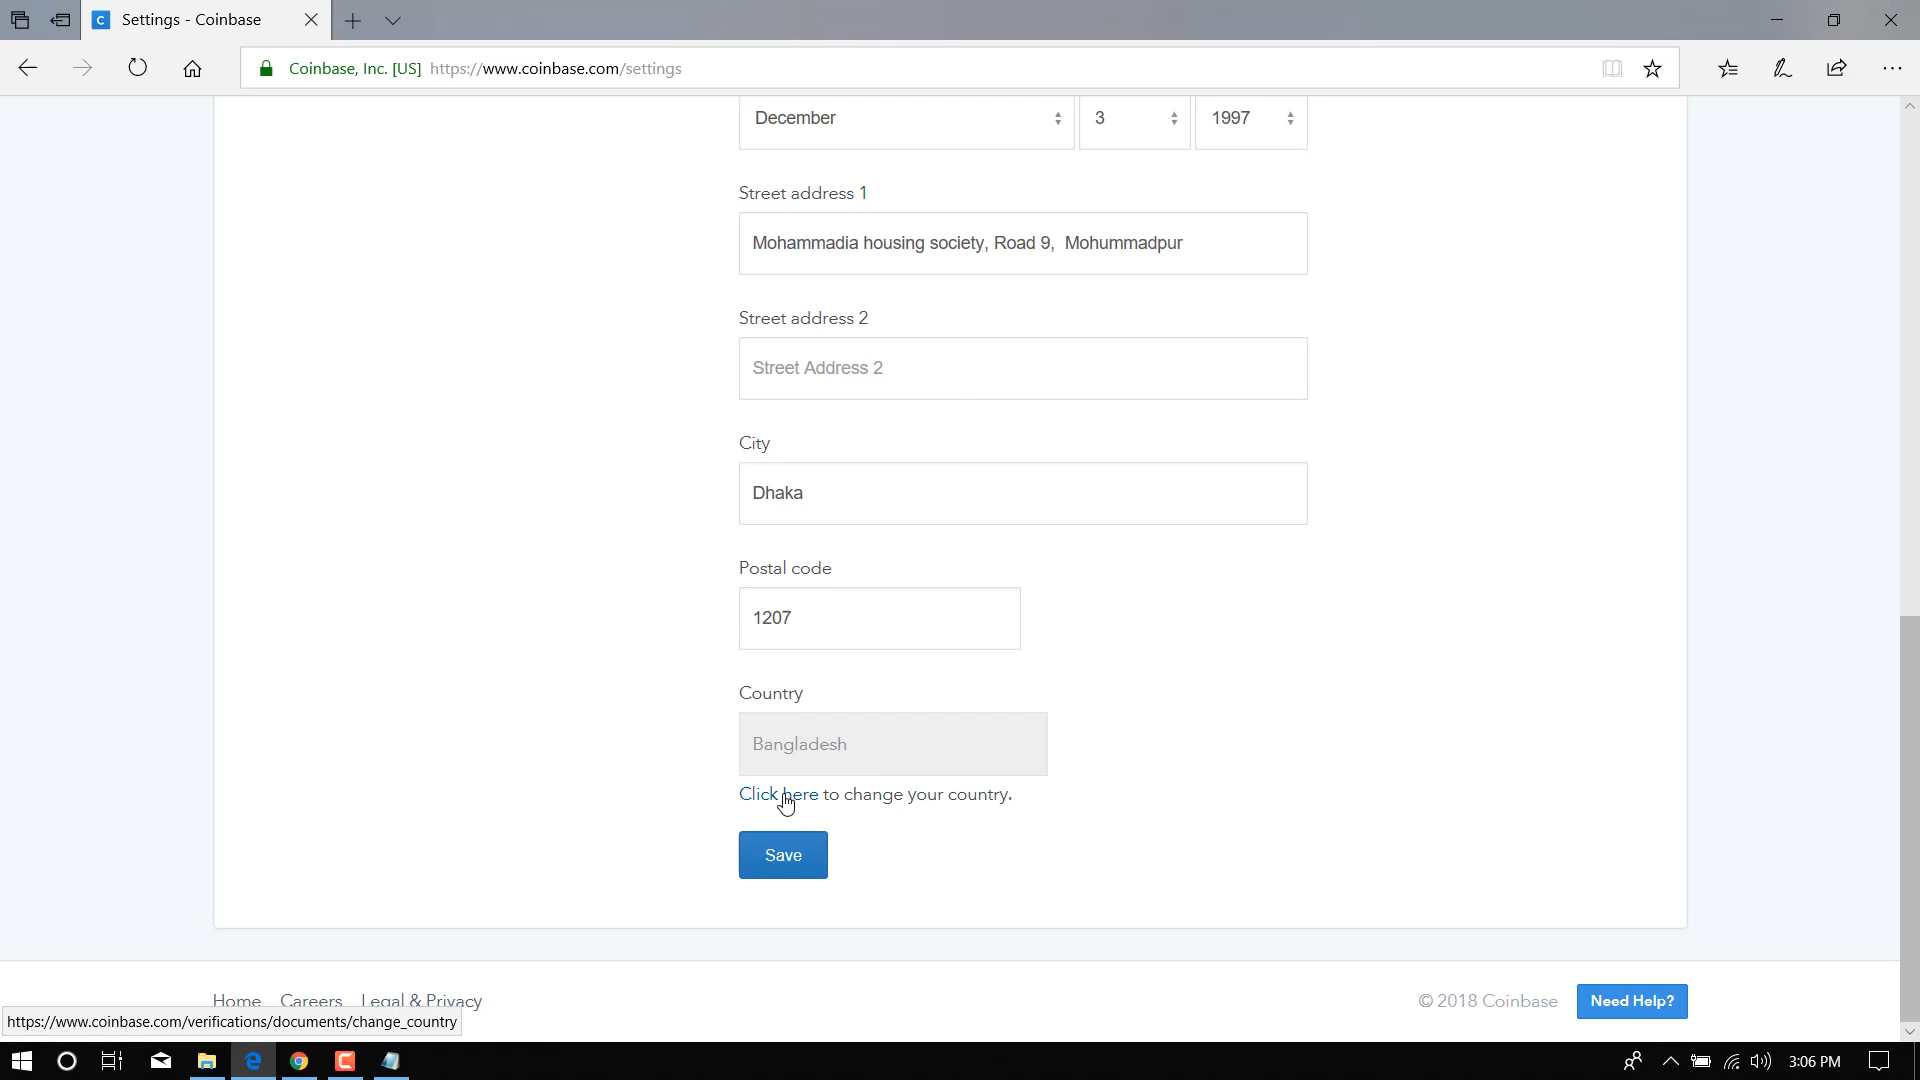 Settings - Coinbase
Coinbase, Inc. [US] https://www.coinbase.com/settings
December 3 1997
Street address 1
Mohammadia housing society, Road 9,  Mohummadpur
Street address 2
Street Address 2
City
Dhaka
Postal code
1207
Country
Bangladesh
Click here to change your country.
Save
Home Careers Legal & Privacy © 2018 Coinbase Need Help?
https://www.coinbase.com/verifications/documents/change_country
3:06 PM